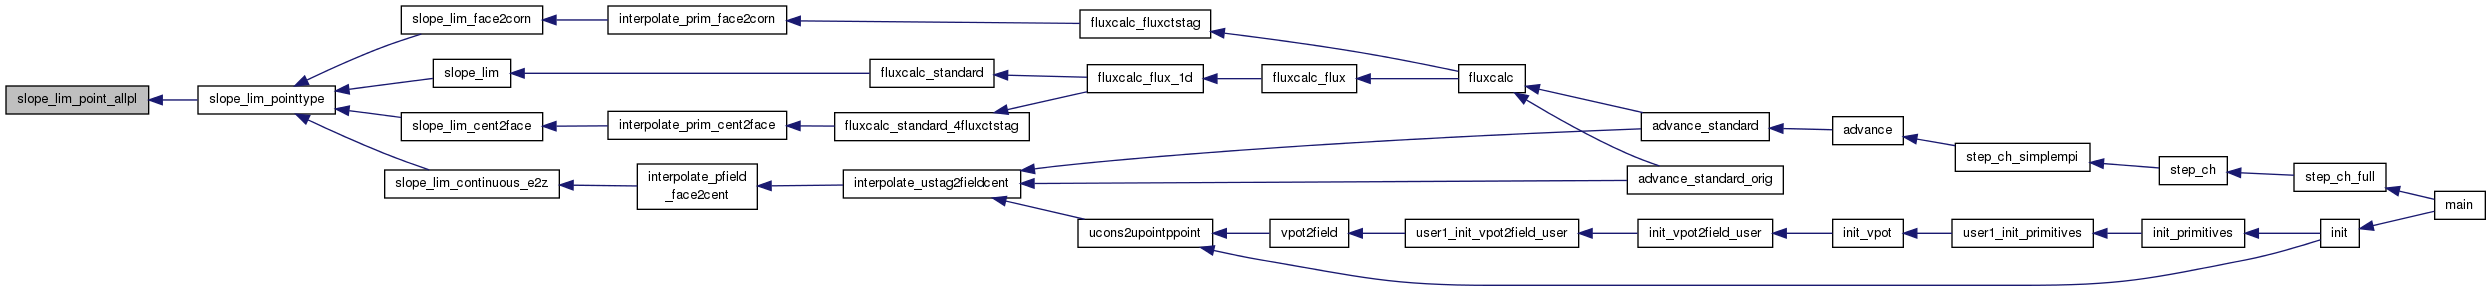 slope_lim_point_allpl
slope_lim_pointtype
slope_lim_face2corn
slope_lim
slope_lim_cent2face
slope_lim_continuous_e2z
interpolate_prim_face2corn
interpolate_prim_cent2face
interpolate_pfield
_face2cent
fluxcalc_standard
fluxcalc_standard_4fluxctstag
interpolate_ustag2fieldcent
fluxcalc_fluxctstag
fluxcalc_flux_1d
ucons2upointppoint
fluxcalc_flux
vpot2field
fluxcalc
user1_init_vpot2field_user
advance_standard
advance_standard_orig
init_vpot2field_user
advance
init_vpot
step_ch_simplempi
user1_init_primitives
step_ch
init_primitives
step_ch_full
init
main